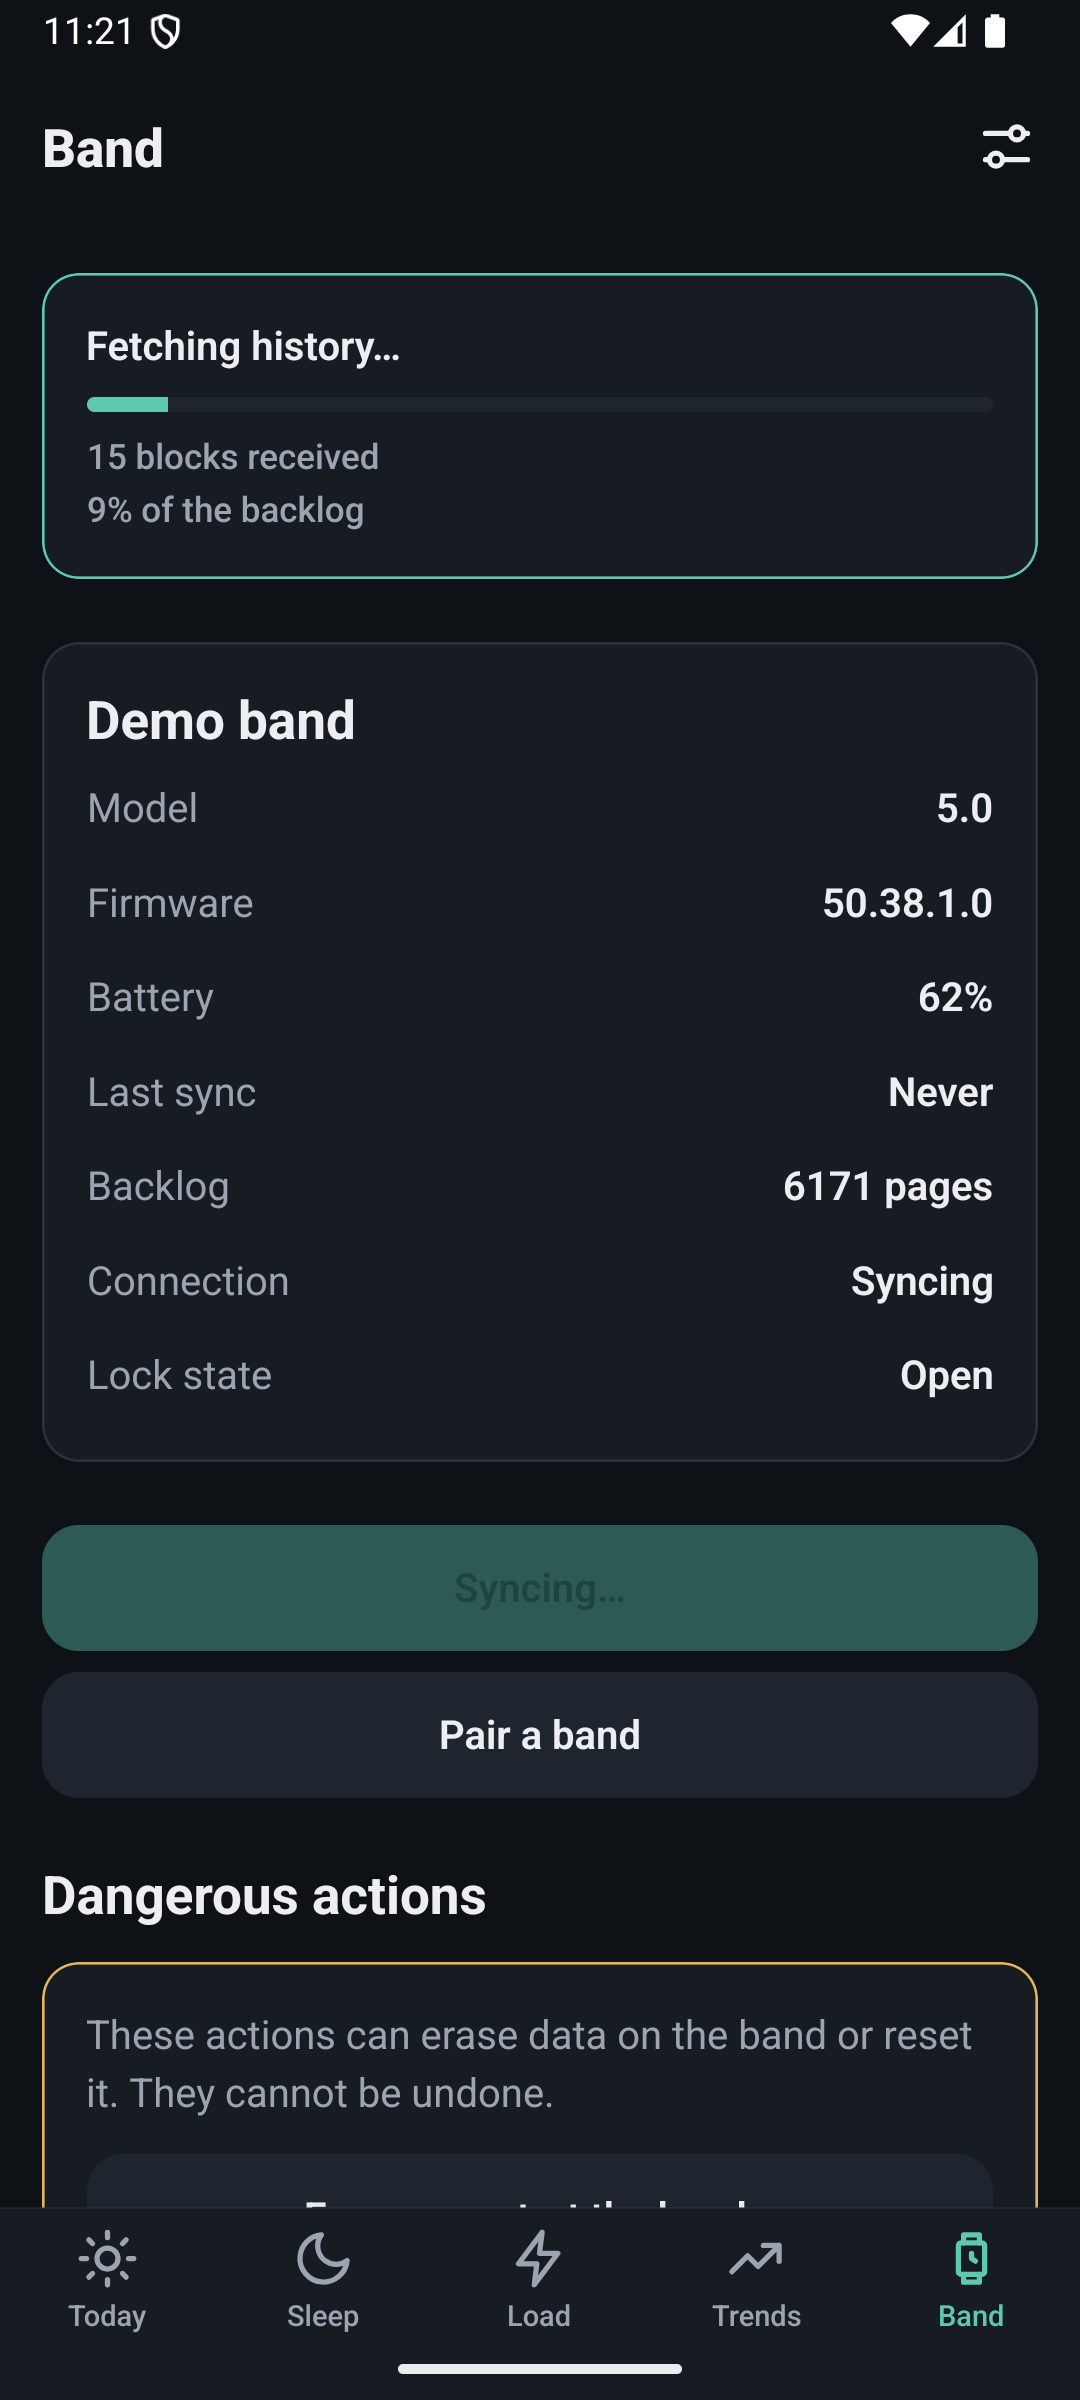 11:21
Band
Fetching history...
15 blocks received
9% of the backlog
Demo band
Model 5.0
Firmware 50.38.1.0
Battery 62%
Last sync Never
Backlog 6171 pages
Connection Syncing
Lock state Open
Syncing...
Pair a band
Dangerous actions
These actions can erase data on the band or reset
it. They cannot be undone.
Today Sleep Load Trends Band